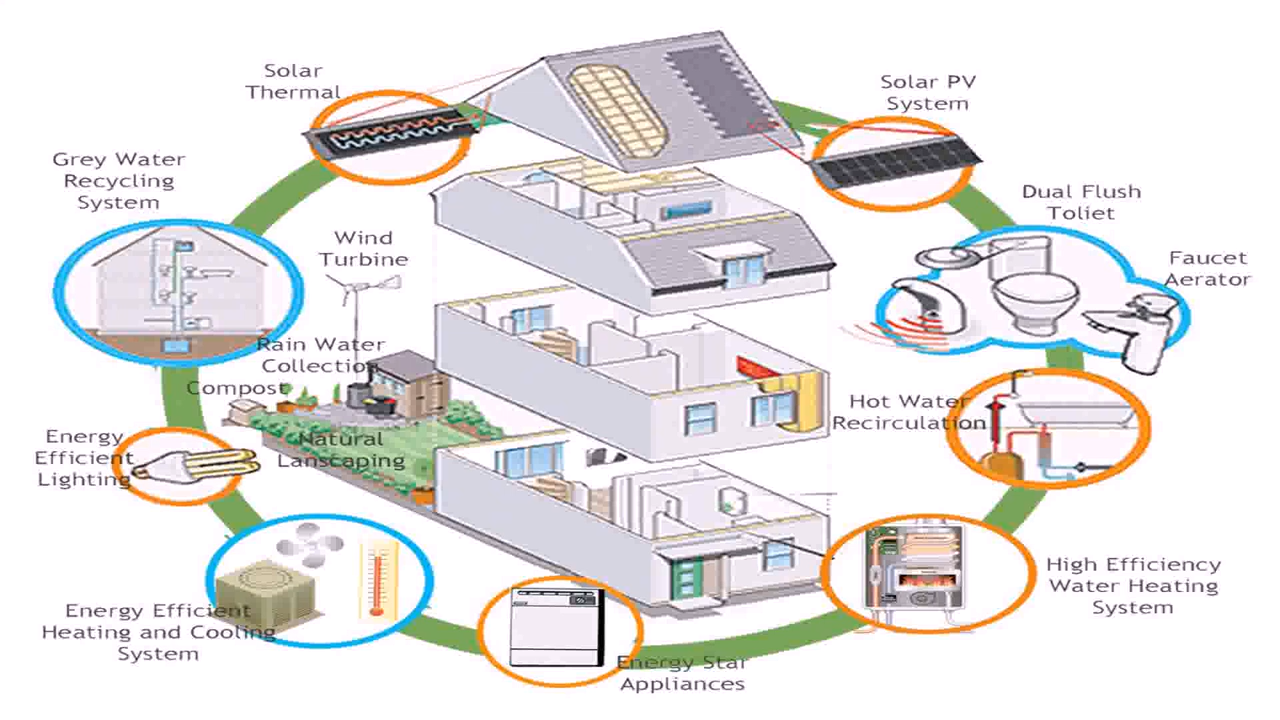 Solar
Thermal
Solar PV
System
Grey Water
Recycling
System
Dual Flush
Toliet
Wind
Turbine
Faucet
Aerator
Rain Water
Collection
Compost
Hot Water
Recirculation
Energy
Efficient
Lighting
Natural
Lanscaping
High Efficiency
Water Heating
System
Energy Efficient
Heating and Cooling
System
Energy Star
Appliances